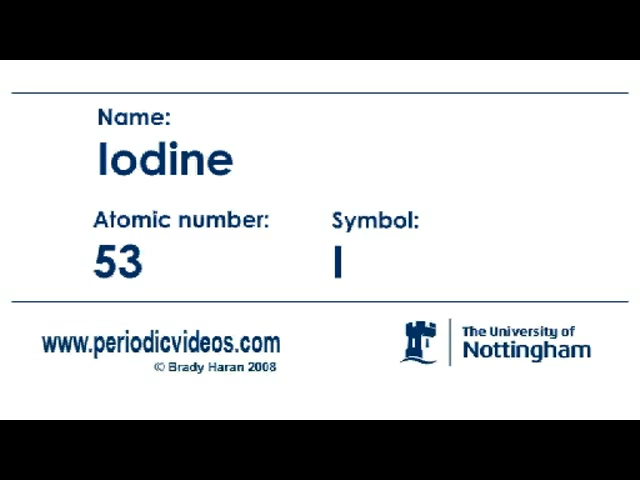 Name:
Iodine
Atomic number: Symbol:
53 I
www.periodicvideos.com
© Brady Haran 2008
The University of
Nottingham